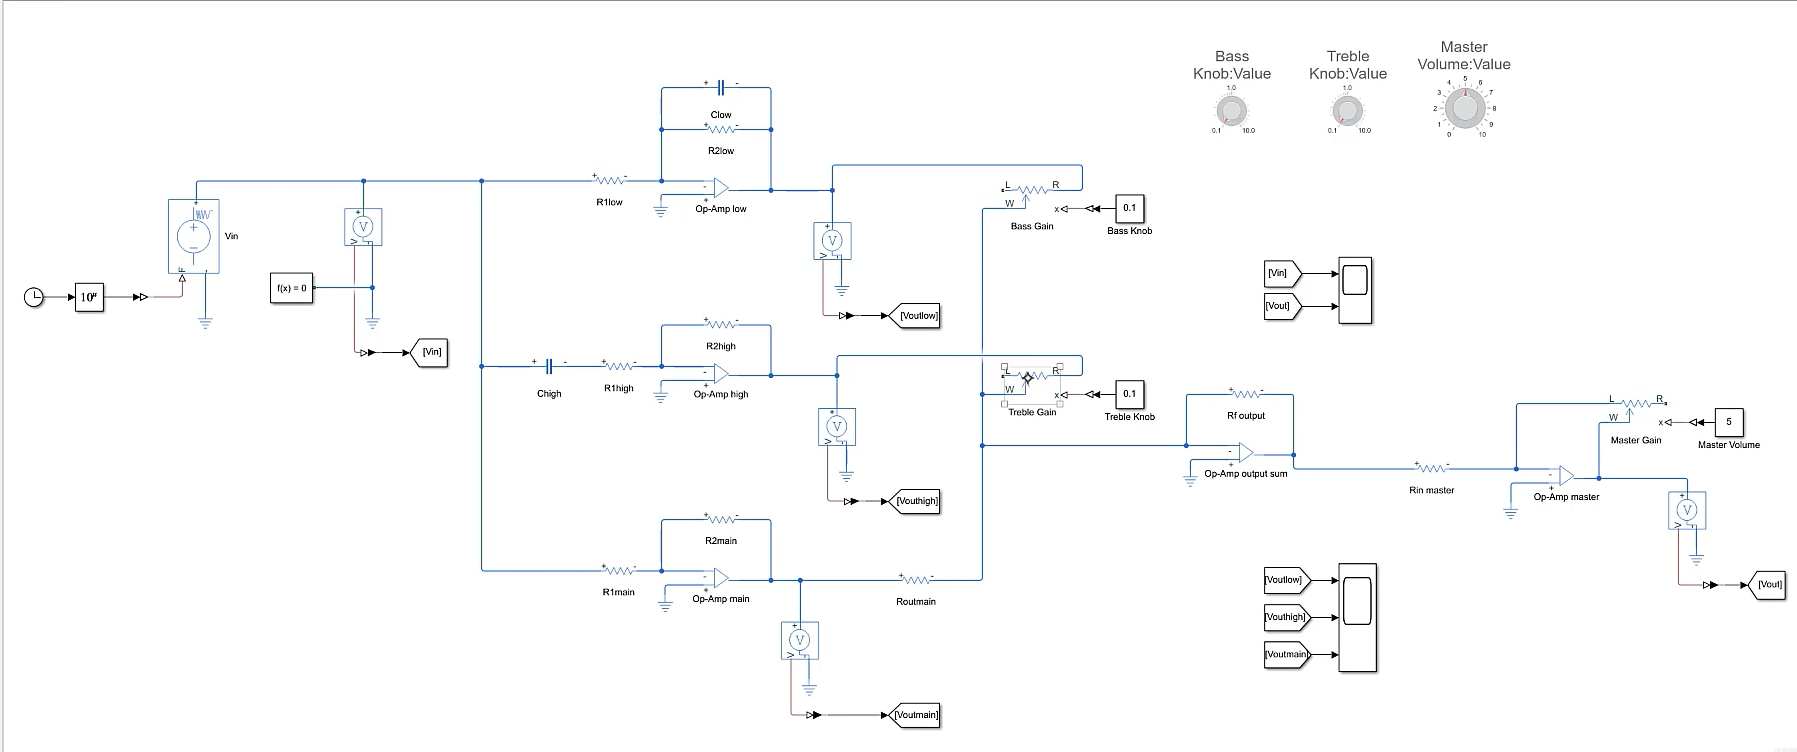 Bass
Knob:Value
1.0
0.1
10.0
Treble
Knob:Value
1.0
0.1
10.0
Master
Volume:Value
0
1
2
3
4
5
6
7
8
9
10
+ -
Clow
+ -
R2low
+ -
R1low
-
+
Op-Amp low
+
V
V
+
-
F
Vin
+
V
V
f(x) = 0
10ᵘ
[Vin]
[Voutlow]
L
R
W
x
Bass Gain
0.1
Bass Knob
[Vin]
[Vout]
+ -
R2high
+ -
Chigh
+ -
R1high
-
+
Op-Amp high
+
V
V
[Vouthigh]
L
R
W
x
Treble Gain
0.1
Treble Knob
+ -
Rf output
-
+
Op-Amp output sum
+ -
Rin master
L
R
W
x
Master Gain
5
Master Volume
-
+
Op-Amp master
+
V
V
[Vout]
+ -
R2main
+ -
R1main
-
+
Op-Amp main
+ -
Routmain
+
V
V
[Voutmain]
[Voutlow]
[Vouthigh]
[Voutmain]